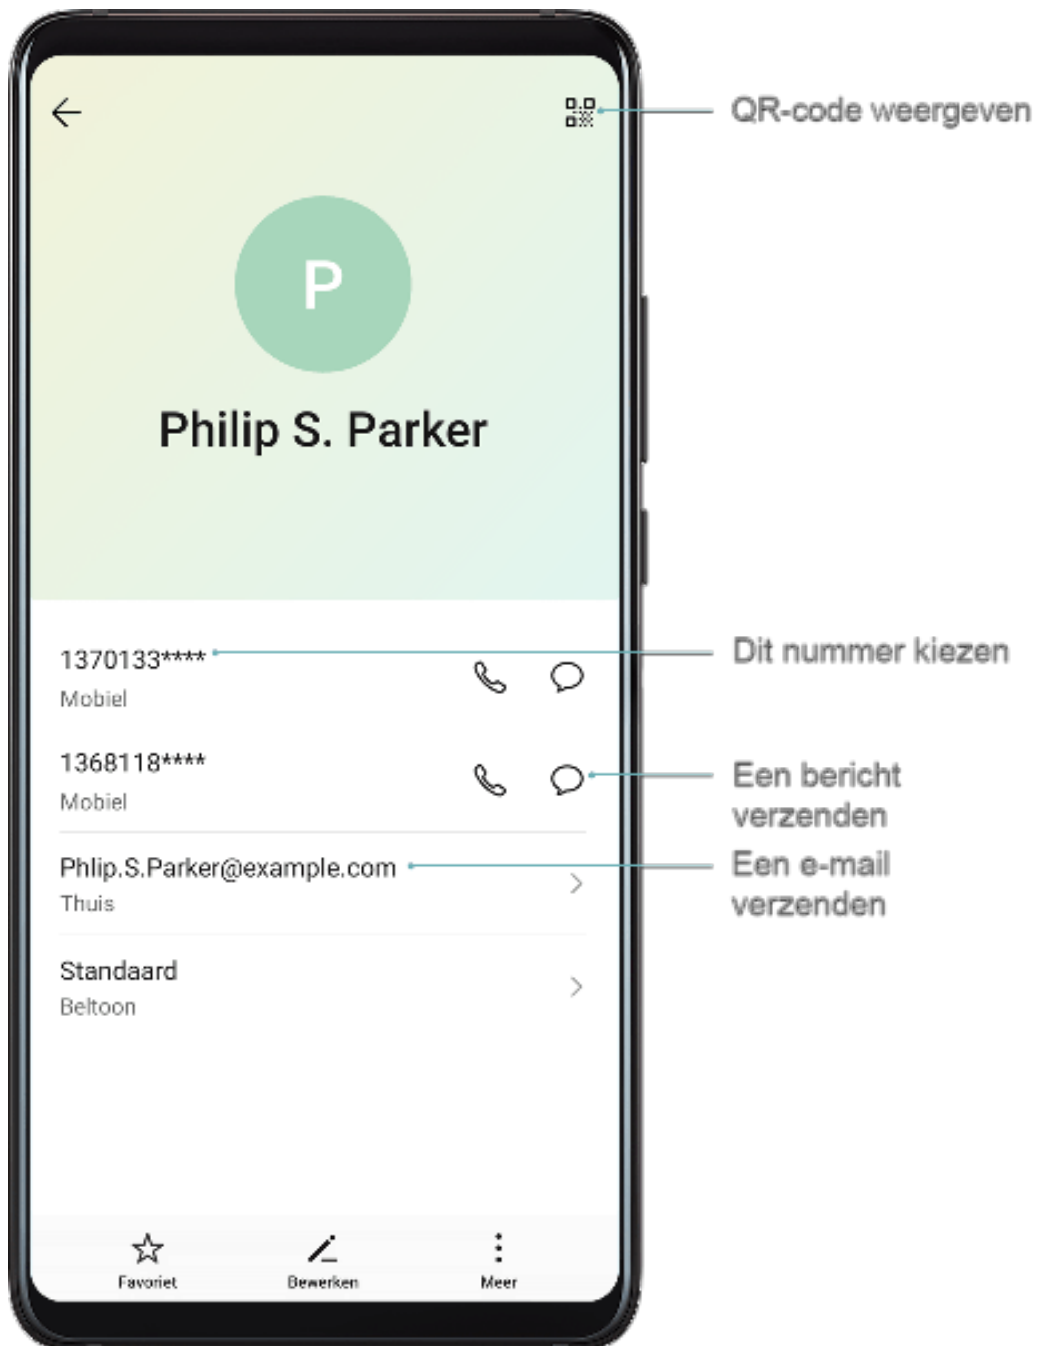 QR-code weergeven
P
Philip S. Parker
1370133****
Dit nummer kiezen
Mobiel
1368118****
Een bericht
verzenden
Mobiel
Phlip.S.Parker@example.com
Een e-mail
verzenden
Thuis
Standaard
Beltoon
Favoriet
Bewerken
Meer